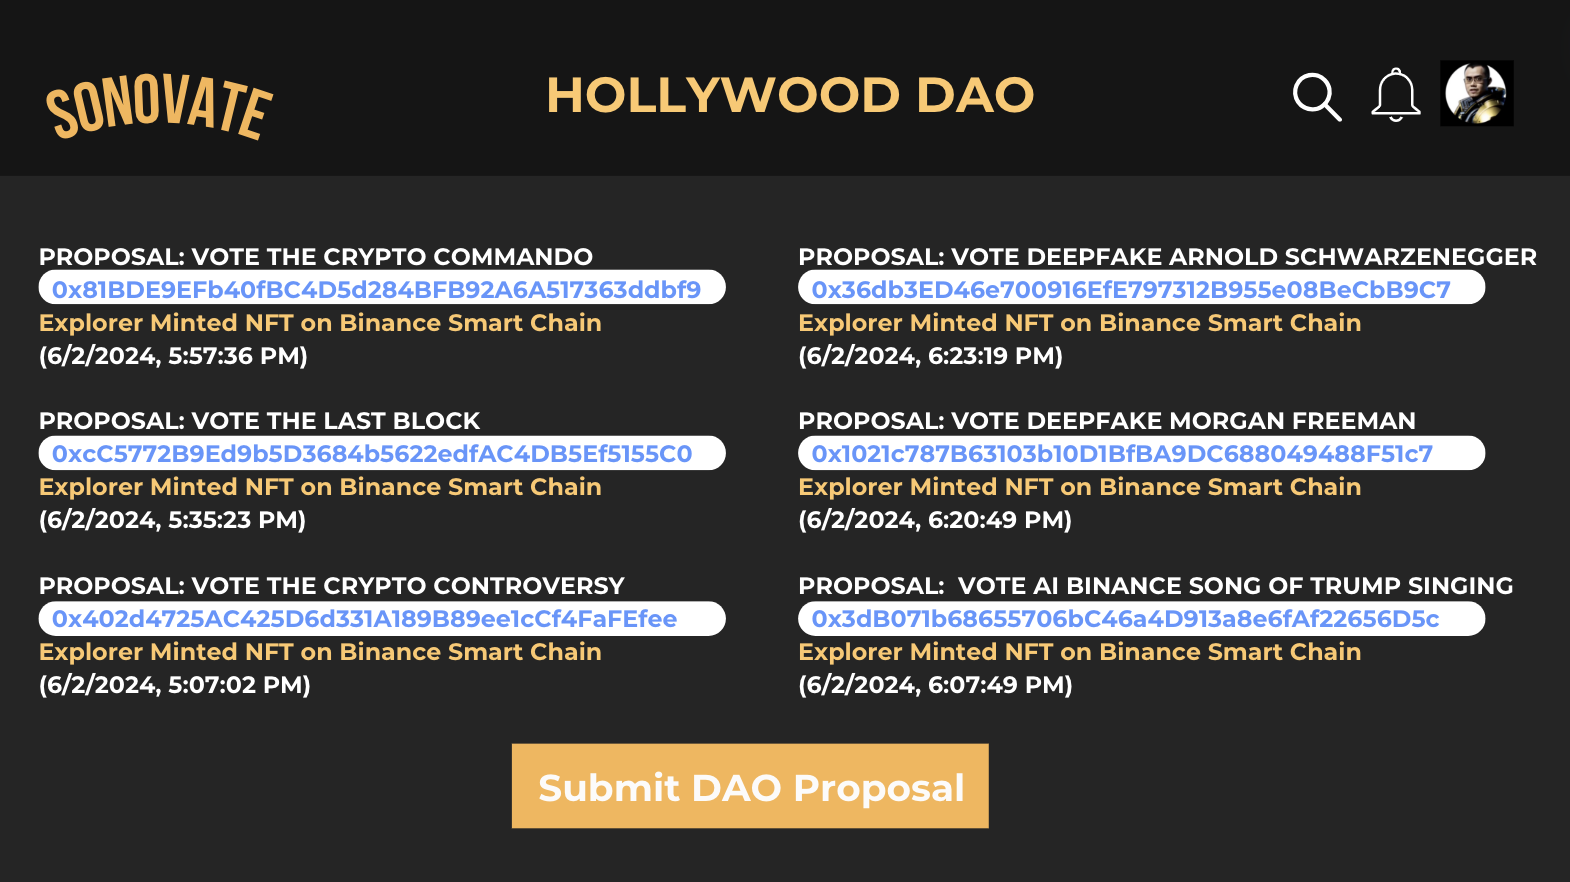 SONOVATE
HOLLYWOOD DAO
PROPOSAL: VOTE THE CRYPTO COMMANDO
0x81BDE9EFb40fBC4D5d284BFB92A6A517363ddbf9
Explorer Minted NFT on Binance Smart Chain
(6/2/2024, 5:57:36 PM)
PROPOSAL: VOTE THE LAST BLOCK
0xcC5772B9Ed9b5D3684b5622edfAC4DB5Ef5155C0
Explorer Minted NFT on Binance Smart Chain
(6/2/2024, 5:35:23 PM)
PROPOSAL: VOTE THE CRYPTO CONTROVERSY
0x402d4725AC425D6d331A189B89ee1cCf4FaFEfee
Explorer Minted NFT on Binance Smart Chain
(6/2/2024, 5:07:02 PM)
PROPOSAL: VOTE DEEPFAKE ARNOLD SCHWARZENEGGER
0x36db3ED46e700916EfE797312B955e08BeCbB9C7
Explorer Minted NFT on Binance Smart Chain
(6/2/2024, 6:23:19 PM)
PROPOSAL: VOTE DEEPFAKE MORGAN FREEMAN
0x1021c787B63103b10D1BfBA9DC688049488F51c7
Explorer Minted NFT on Binance Smart Chain
(6/2/2024, 6:20:49 PM)
PROPOSAL: VOTE AI BINANCE SONG OF TRUMP SINGING
0x3dB071b68655706bC46a4D913a8e6fAf22656D5c
Explorer Minted NFT on Binance Smart Chain
(6/2/2024, 6:07:49 PM)
Submit DAO Proposal